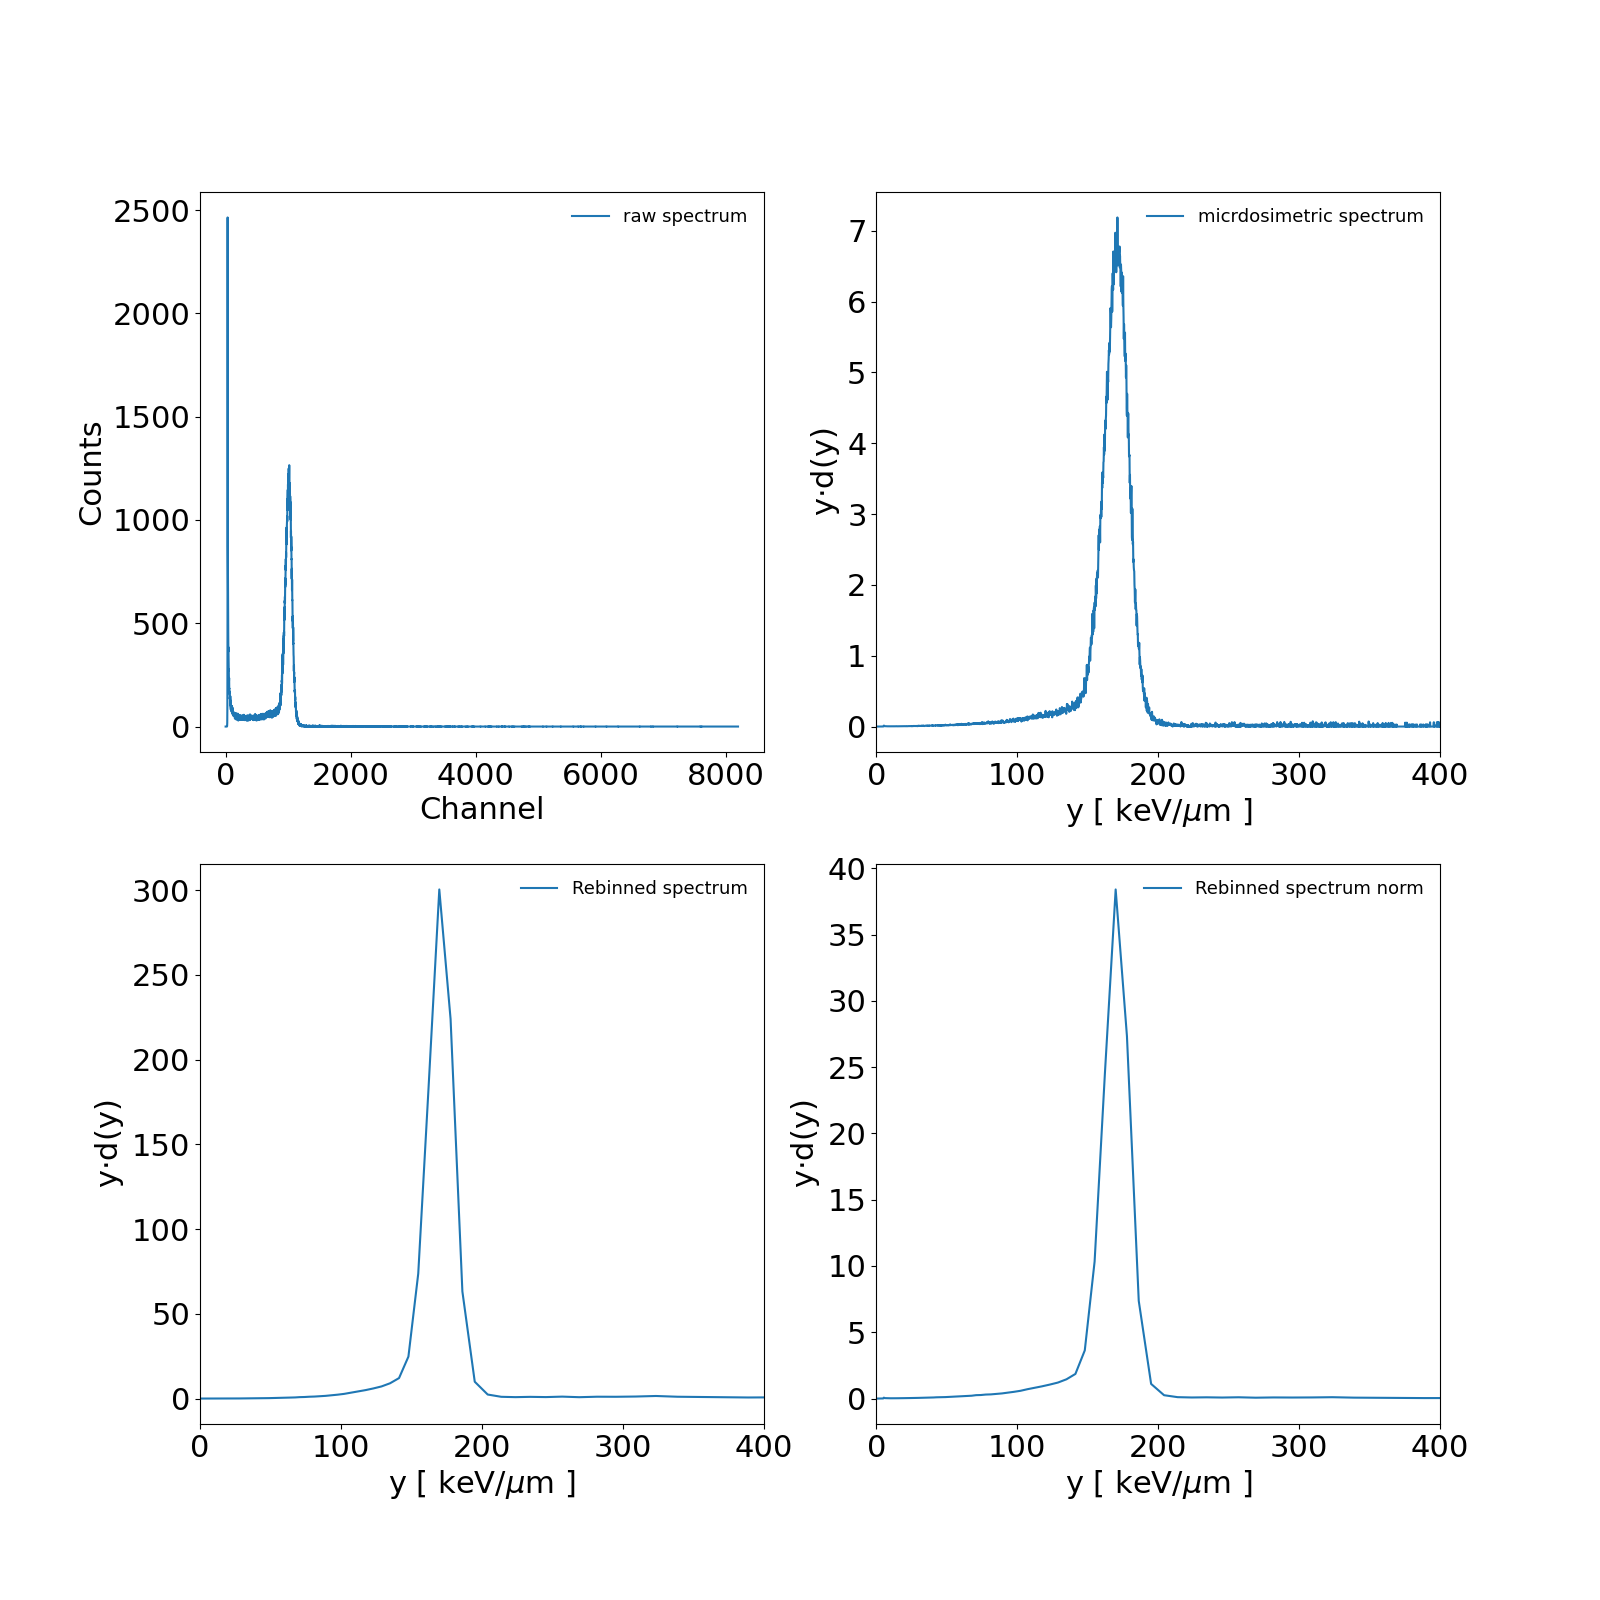 raw spectrum
2500
2000
1500
1000
500
0
Counts
0 2000 4000 6000 8000
Channel
micrdosimetric spectrum
7
6
5
4
3
2
1
0
y·d(y)
0 100 200 300 400
y [ keV/μm ]
Rebinned spectrum
300
250
200
150
100
50
0
y·d(y)
0 100 200 300 400
y [ keV/μm ]
Rebinned spectrum norm
40
35
30
25
20
15
10
5
0
y·d(y)
0 100 200 300 400
y [ keV/μm ]